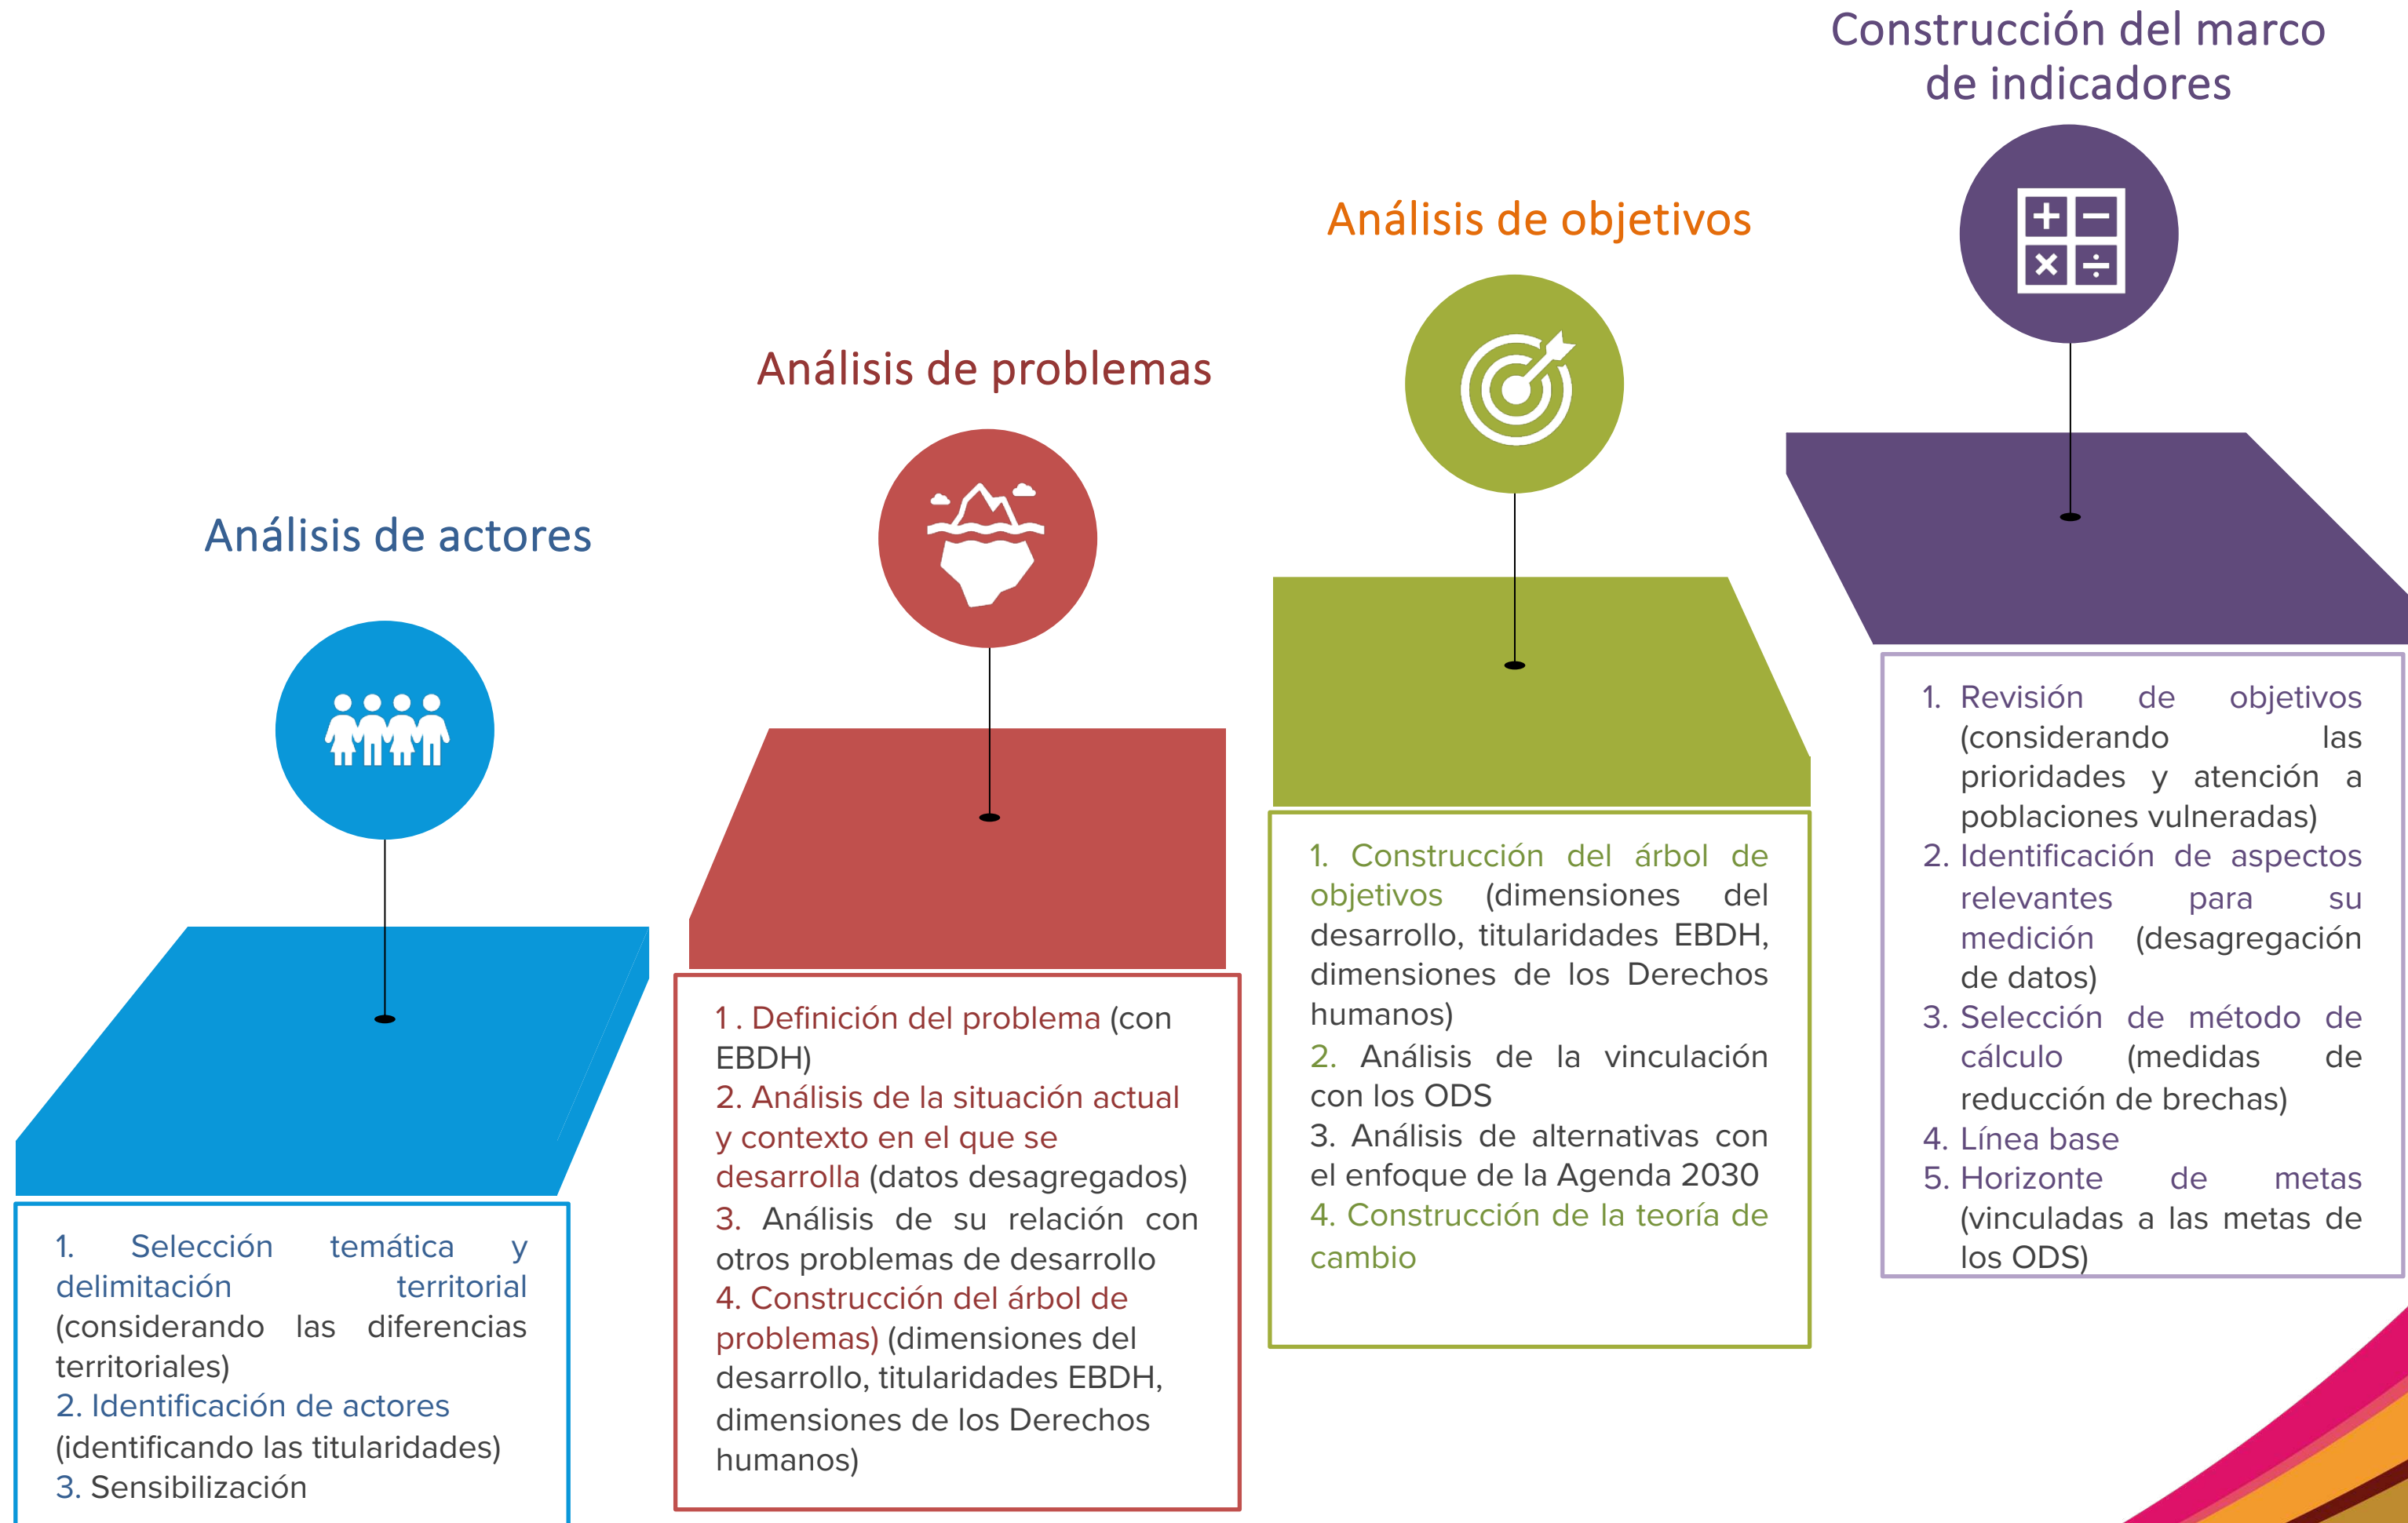 Análisis de actores
1. Selección temática y
delimitación territorial
(considerando las diferencias
territoriales)
2. Identificación de actores
(identificando las titularidades)
3. Sensibilización
Análisis de problemas
1 . Definición del problema (con
EBDH)
2. Análisis de la situación actual
y contexto en el que se
desarrolla (datos desagregados)
3. Análisis de su relación con
otros problemas de desarrollo
4. Construcción del árbol de
problemas) (dimensiones del
desarrollo, titularidades EBDH,
dimensiones de los Derechos
humanos)
Análisis de objetivos
1. Construcción del árbol de
objetivos (dimensiones del
desarrollo, titularidades EBDH,
dimensiones de los Derechos
humanos)
2. Análisis de la vinculación
con los ODS
3. Análisis de alternativas con
el enfoque de la Agenda 2030
4. Construcción de la teoría de
cambio
Construcción del marco
de indicadores
1. Revisión de objetivos
(considerando las
prioridades y atención a
poblaciones vulneradas)
2. Identificación de aspectos
relevantes para su
medición (desagregación
de datos)
3. Selección de método de
cálculo (medidas de
reducción de brechas)
4. Línea base
5. Horizonte de metas
(vinculadas a las metas de
los ODS)